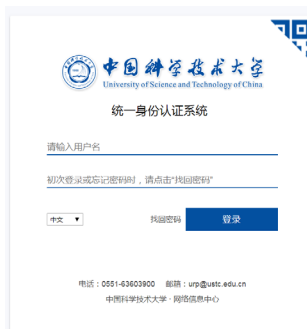 中国科学技术大学
University of Science and Technology of China
统一身份认证系统
请输入用户名
初次登录或忘记密码时，请点击“找回密码”
中文 ▼ 找回密码 登录
电话：0551-63603900 邮箱：urp@ustc.edu.cn
中国科学技术大学 · 网络信息中心